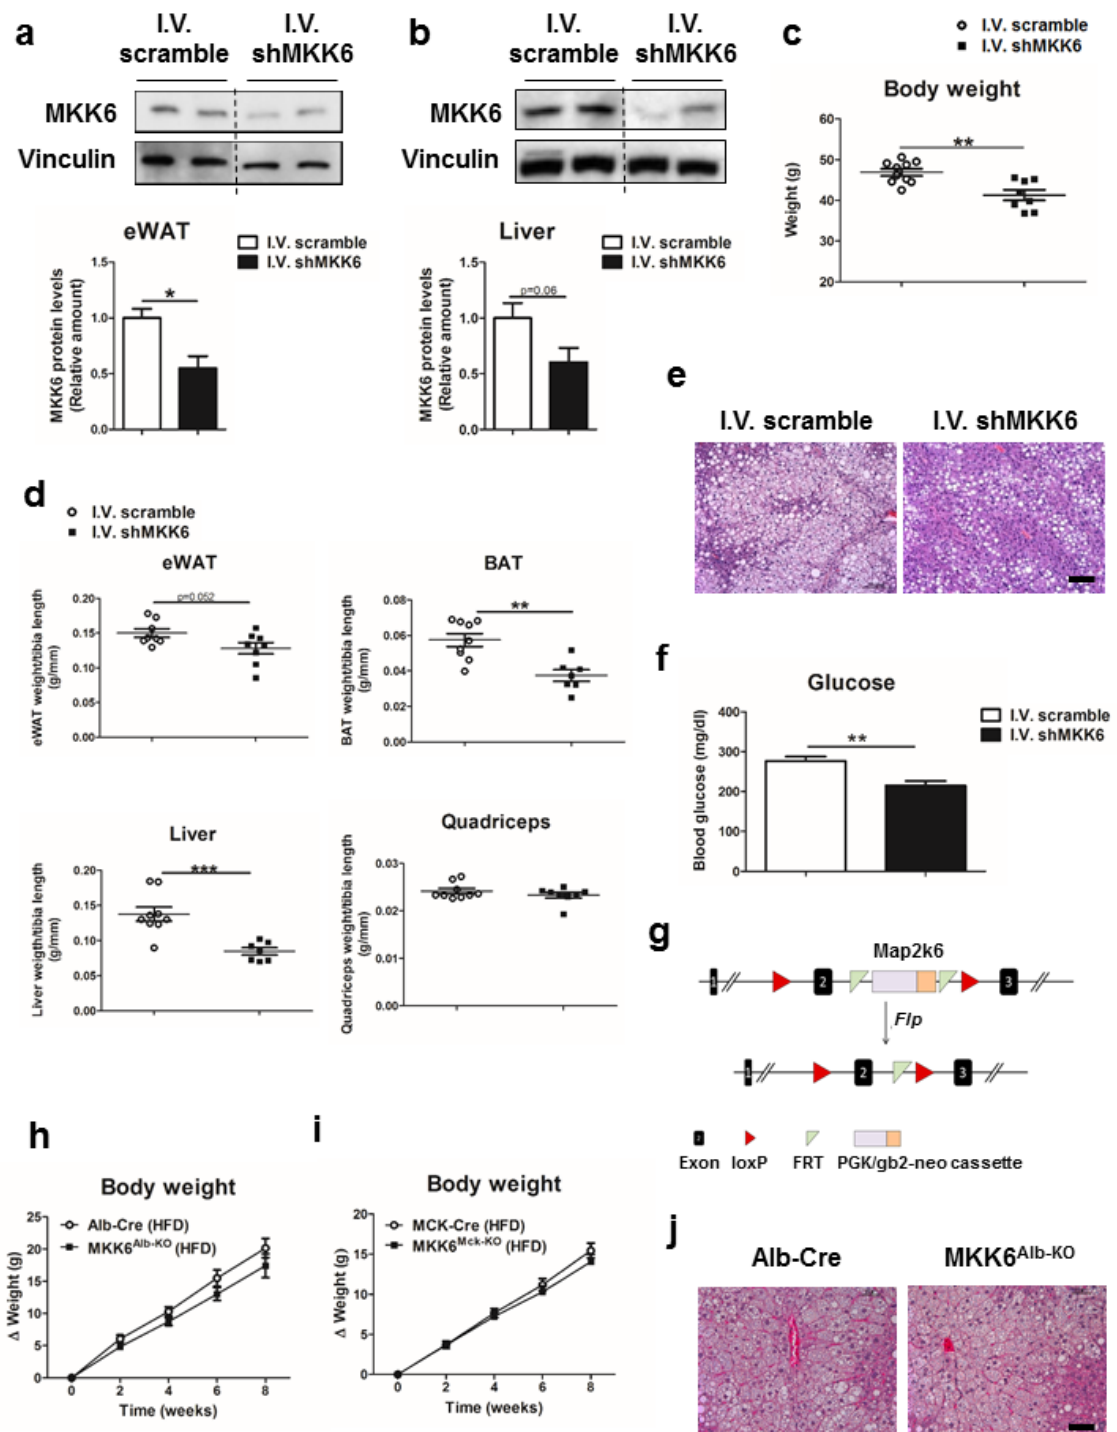 a
I.V. scramble
I.V. shMKK6
MKK6
Vinculin
eWAT
I.V. scramble
I.V. shMKK6
MKK6 protein levels
(Relative amount)
1.5
1.0
0.5
0.0
*
b
I.V. scramble
I.V. shMKK6
MKK6
Vinculin
Liver
I.V. scramble
I.V. shMKK6
MKK6 protein levels
(Relative amount)
1.5
1.0
0.5
0.0
p=0.06
c
I.V. scramble
I.V. shMKK6
Body weight
Weight (g)
60
50
40
30
20
**
d
I.V. scramble
I.V. shMKK6
eWAT
eWAT weight/tibia length
(g/mm)
0.20
0.15
0.10
0.05
0.00
p=0.052
BAT
BAT weight/tibia length
(g/mm)
0.08
0.06
0.04
0.02
0.00
**
Liver
Liver weigth/tibia length
(g/mm)
0.20
0.15
0.10
0.05
0.00
***
Quadriceps
Quadriceps weight/tibia length
(g/mm)
0.03
0.02
0.01
0.00
e
I.V. scramble
I.V. shMKK6
f
Glucose
I.V. scramble
I.V. shMKK6
Blood glucose (mg/dl)
400
300
200
100
0
**
g
Map2k6
1
2
3
Flp
1
2
3
2
Exon
loxP
FRT
PGK/gb2-neo cassette
h
Body weight
Alb-Cre (HFD)
MKK6Alb-KO (HFD)
Δ Weight (g)
25
20
15
10
5
0
0 2 4 6 8
Time (weeks)
i
Body weight
MCK-Cre (HFD)
MKK6Mck-KO (HFD)
Δ Weight (g)
20
15
10
5
0
0 2 4 6 8
Time (weeks)
j
Alb-Cre
MKK6Alb-KO